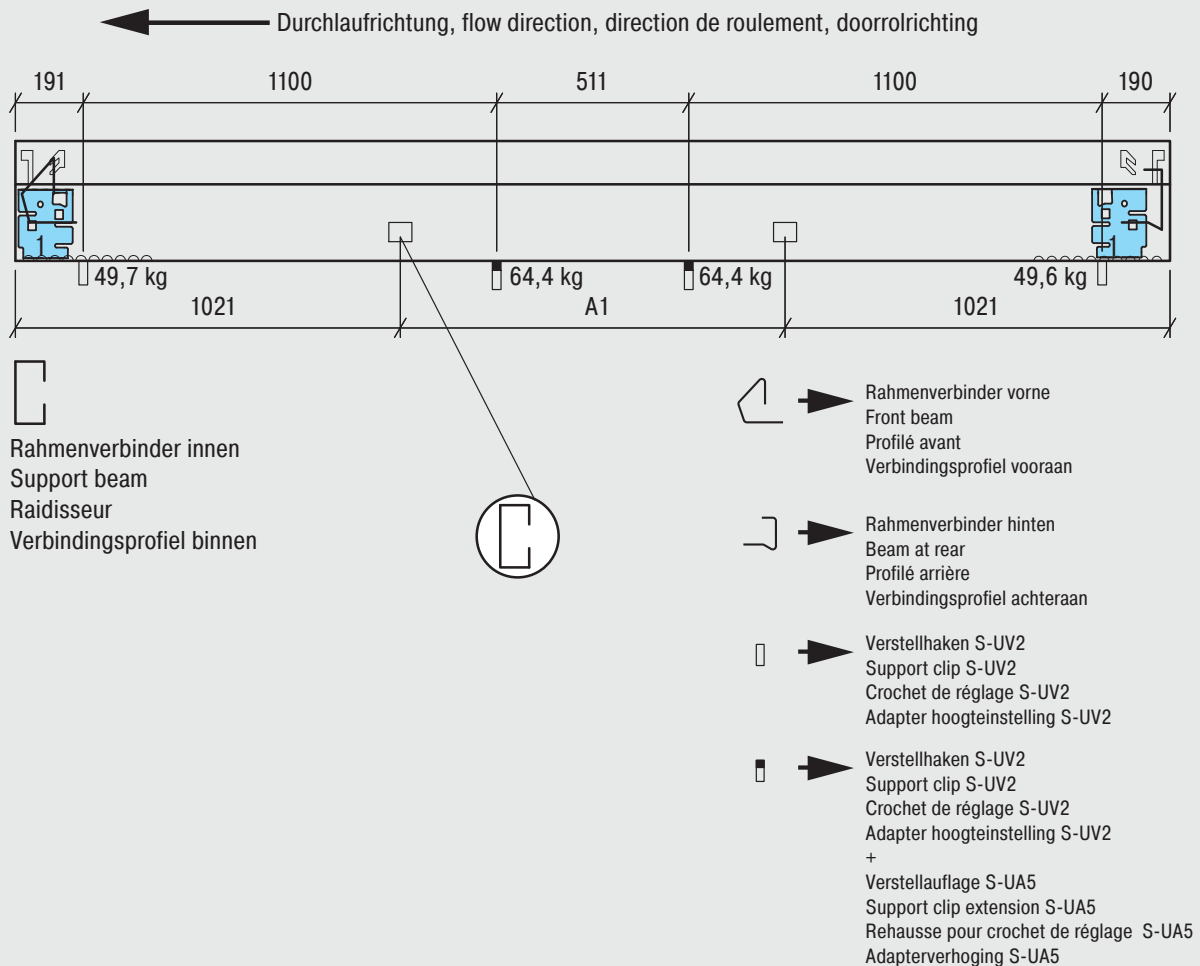 Durchlaufrichtung, flow direction, direction de roulement, doorrolrichting
191 1100 511 1100 190
1 1
49,7 kg 64,4 kg 64,4 kg 49,6 kg
1021 A1 1021
Rahmenverbinder innen
Support beam
Raidisseur
Verbindingsprofiel binnen
Rahmenverbinder vorne
Front beam
Profilé avant
Verbindingsprofiel vooraan
Rahmenverbinder hinten
Beam at rear
Profilé arrière
Verbindingsprofiel achteraan
Verstellhaken S-UV2
Support clip S-UV2
Crochet de réglage S-UV2
Adapter hoogteinstelling S-UV2
Verstellhaken S-UV2
Support clip S-UV2
Crochet de réglage S-UV2
Adapter hoogteinstelling S-UV2
+
Verstellauflage S-UA5
Support clip extension S-UA5
Rehausse pour crochet de réglage S-UA5
Adapterverhoging S-UA5